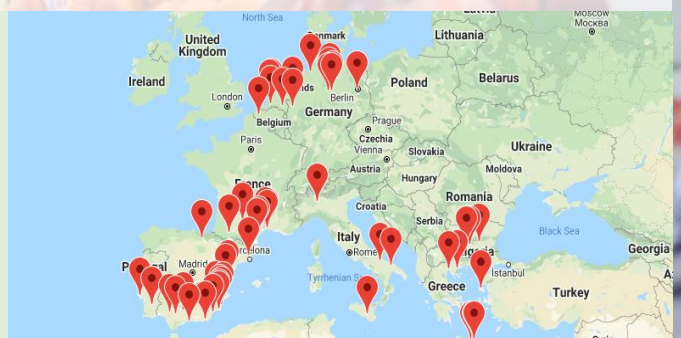 Latvia
North Sea
Denmark
Moscow
Москва
Lithuania
United
Kingdom
Ireland
London
Berlin
Poland
Belarus
Belgium
Germany
Prague
Czechia
Paris
Vienna
Slovakia
Ukraine
Austria
Hungary
Moldova
France
Croatia
Romania
Serbia
Italy
Rome
Black Sea
Georgia
Madrid
Istanbul
Tyrrhenian
Greece
Turkey